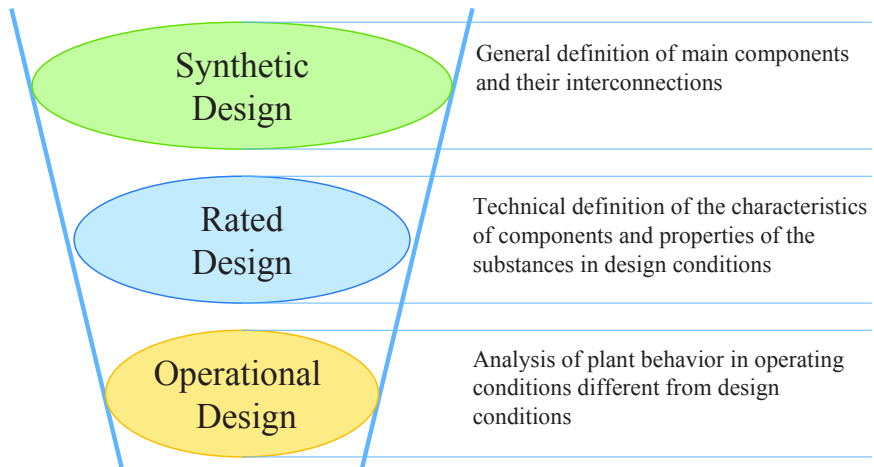 Synthetic
Design
General definition of main components
and their interconnections
Rated
Design
Technical definition of the characteristics
of components and properties of the
substances in design conditions
Operational
Design
Analysis of plant behavior in operating
conditions different from design
conditions